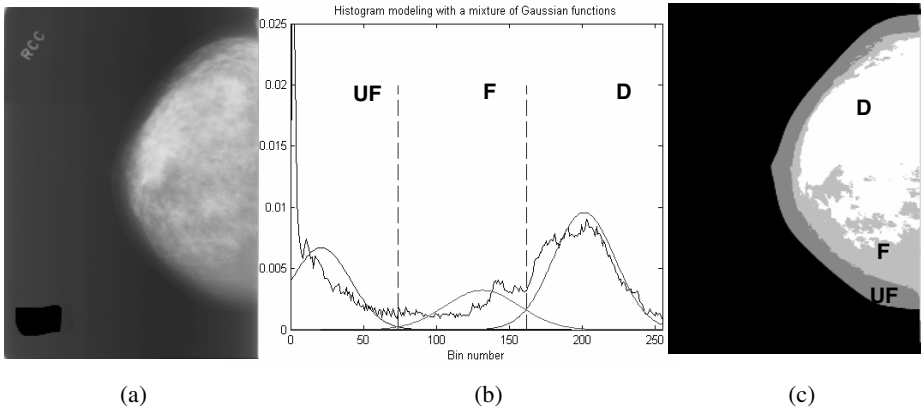 RCC
Histogram modeling with a mixture of Gaussian functions
0.025
0.02
0.015
0.01
0.005
0
0 50 100 150 200 250
Bin number
UF F D
D
F
UF
(a) (b) (c)